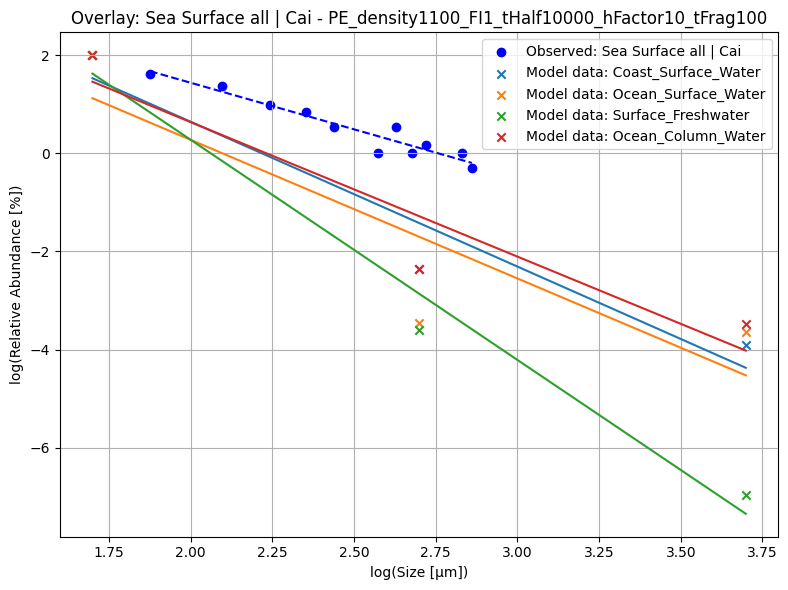 Overlay: Sea Surface all | Cai - PE_density1100_FI1_tHalf10000_hFactor10_tFrag100
Observed: Sea Surface all | Cai
Model data: Coast_Surface_Water
Model data: Ocean_Surface_Water
Model data: Surface_Freshwater
Model data: Ocean_Column_Water
log(Relative Abundance [%])
2
0
−2
−4
−6
1.75
2.00
2.25
2.50
2.75
3.00
3.25
3.50
3.75
log(Size [µm])